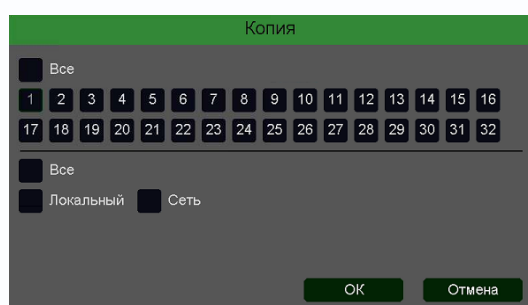 Копия
Все
1 2 3 4 5 6 7 8 9 10 11 12 13 14 15 16
17 18 19 20 21 22 23 24 25 26 27 28 29 30 31 32
Все
Локальный Сеть
ОК Отмена